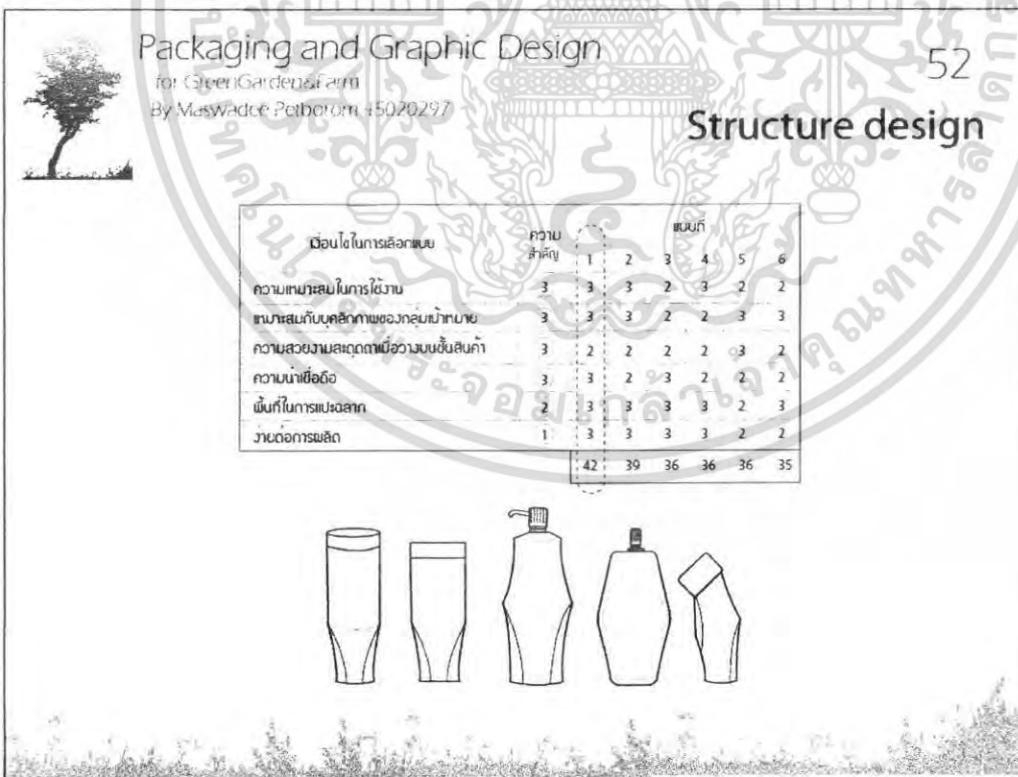 Packaging and Graphic Design
for GreenGarden&Farm
By Maswadee Petborom 45020297
52
Structure design
เงื่อนไขในการเลือกแบบ ความสำคัญ แบบที่
1 2 3 4 5 6
ความเหมาะสมในการใช้งาน 3 3 3 2 3 2 2
เหมาะสมกับบุคลิกภาพของกลุ่มเป้าหมาย 3 3 3 2 2 3 3
ความสวยงามสะดุดตาเมื่อวางบนชั้นสินค้า 3 2 2 2 2 3 2
ความน่าเชื่อถือ 3 3 2 3 2 2 2
พื้นที่ในการแปะฉลาก 2 3 3 3 3 2 3
ง่ายต่อการผลิต 1 3 3 3 3 2 2
42 39 36 36 36 35